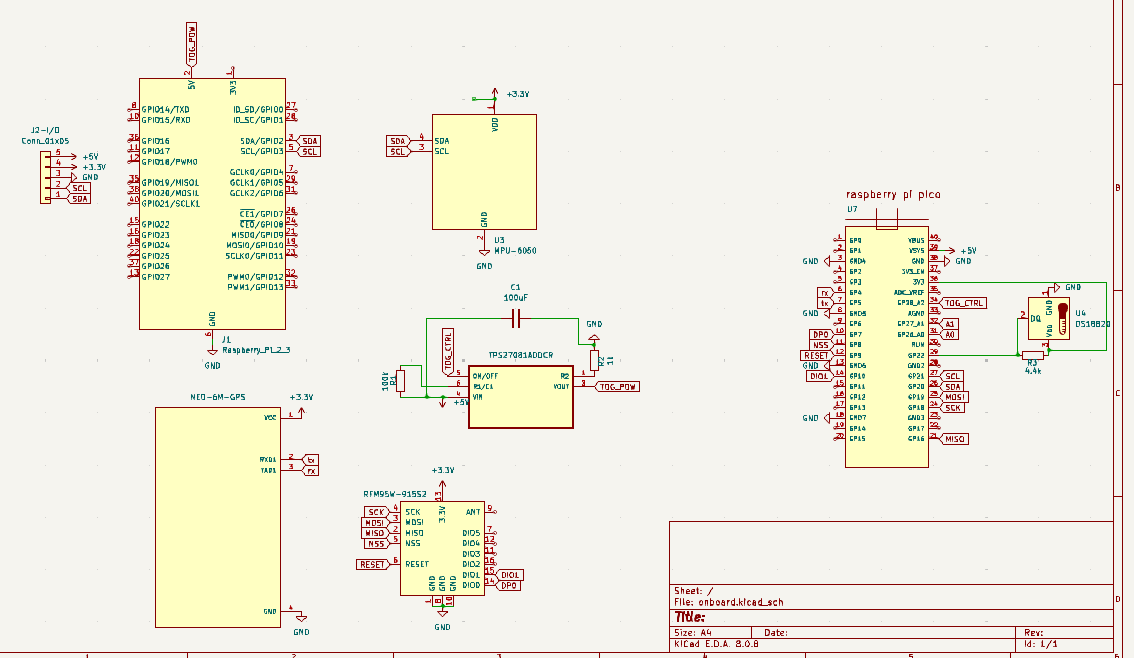 TOG_POW
2
5V
1
3V3
8 GPIO14/TXD
10 GPIO15/RXD
36 GPIO16
11 GPIO17
12 GPIO18/PWM0
35 GPIO19/MISO1
38 GPIO20/MOSI1
40 GPIO21/SCLK1
15 GPIO22
16 GPIO23
18 GPIO24
22 GPIO25
37 GPIO26
13 GPIO27
ID_SD/GPIO0 27
ID_SC/GPIO1 28
SDA/GPIO2 3 SDA
SCL/GPIO3 5 SCL
GCLK0/GPIO4 7
GCLK1/GPIO5 29
GCLK2/GPIO6 31
CE1/GPIO7 26
CE0/GPIO8 24
MISO0/GPIO9 21
MOSI0/GPIO10 19
SCLK0/GPIO11 23
PWM0/GPIO12 32
PWM1/GPIO13 33
GND
6
GND
J1
Raspberry_Pi_2_3
J2-I/O
Conn_01x05
5 +5V
4 +3.3V
3 GND
2 SCL
1 SDA
+3.3V
1
VDD
SDA 4 SDA
SCL 3 SCL
GND
2
GND
U3
MPU-6050
C1
100uF
TOG_CTRL
GND
TPS27081ADDCR
100k
R1
R2
11
5 ON/OFF
6 R1/C1
4 VIN
+5V
R2 1
VOUT 3 TOG_POW
NEO-6M-GPS
+3.3V
VCC 1
RXD1 2 tx
TXD1 3 rx
GND 4
GND
+3.3V
RFM95W-915S2
13
3.3V
SCK 4 SCK
MOSI 3 MOSI
MISO 2 MISO
NSS 5 NSS
RESET 6 RESET
ANT 9
DIO5 7
DIO4 12
DIO3 11
DIO2 16
DIO1 15 DIO1
DIO0 14 DPO
GND GND GND
1 8 10
GND
raspberry pi pico
U7
1 GP0
2 GP1
GND 3 GND4
4 GP2
5 GP3
rx 6 GP4
tx 7 GP5
GND 8 GND5
9 GP6
DPO 10 GP7
NSS 11 GP8
RESET 12 GP9
GND 13 GND6
DIO1 14 GP10
15 GP11
16 GP12
17 GP13
GND 18 GND7
19 GP14
20 GP15
VBUS 40
VSYS 39 +5V
GND 38 GND
3V3_EN 37
3V3 36
ADC_VREF 35
GP28_A2 34 TOG_CTRL
AGND 33
GP27_A1 32 A1
GP26_A0 31 A0
RUN 30
GP22 29
GND2 28
GP21 27 SCL
GP20 26 SDA
GP19 25 MOSI
GP18 24 SCK
GND3 23
GP17 22
GP16 21 MISO
GND
1
GND
2 DQ
VDD
3
U4
DS18B20
R3
4.4k
Sheet: /
File: onboard.kicad_sch
Title:
Size: A4 Date: Rev:
KiCad E.D.A. 8.0.8 Id: 1/1
B
C
D
1 2 3 4 5 6